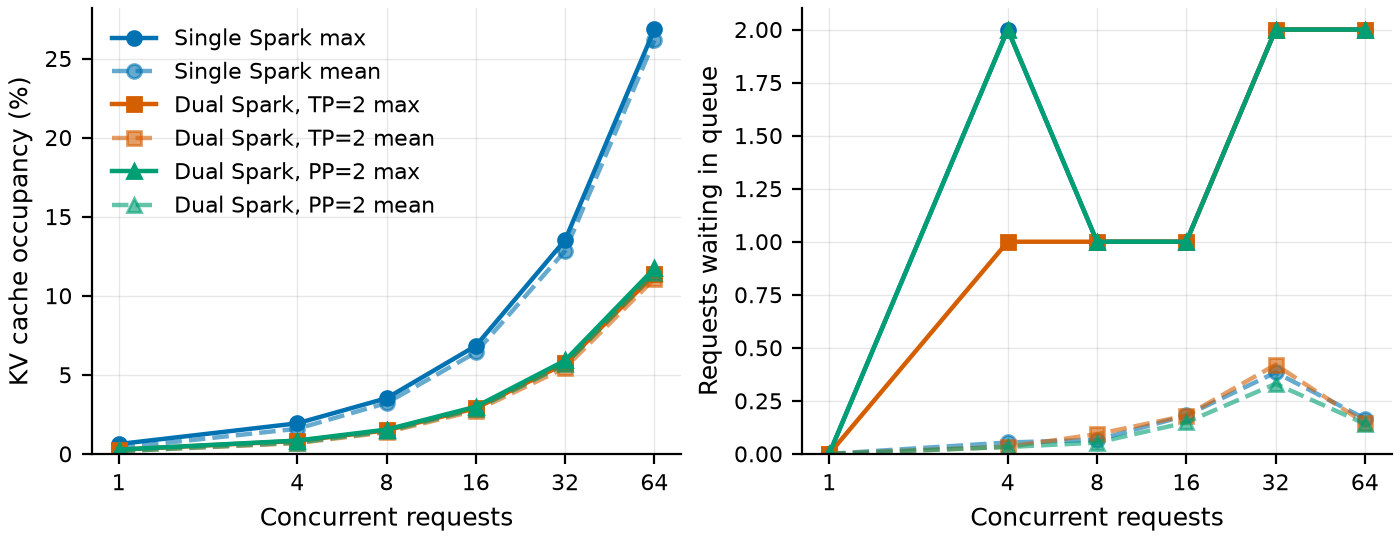 KV cache occupancy (%)
25
20
15
10
5
0
Single Spark max
Single Spark mean
Dual Spark, TP=2 max
Dual Spark, TP=2 mean
Dual Spark, PP=2 max
Dual Spark, PP=2 mean
1 4 8 16 32 64
Concurrent requests
Requests waiting in queue
2.00
1.75
1.50
1.25
1.00
0.75
0.50
0.25
0.00
1 4 8 16 32 64
Concurrent requests